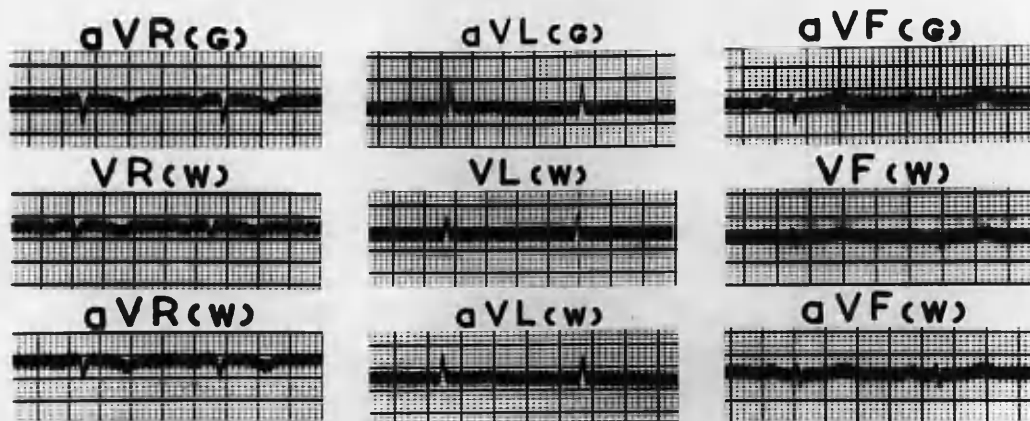 aVR(G) aVL(G) aVF(G)
VR(W) VL(W) VF(W)
aVR(W) aVL(W) aVF(W)